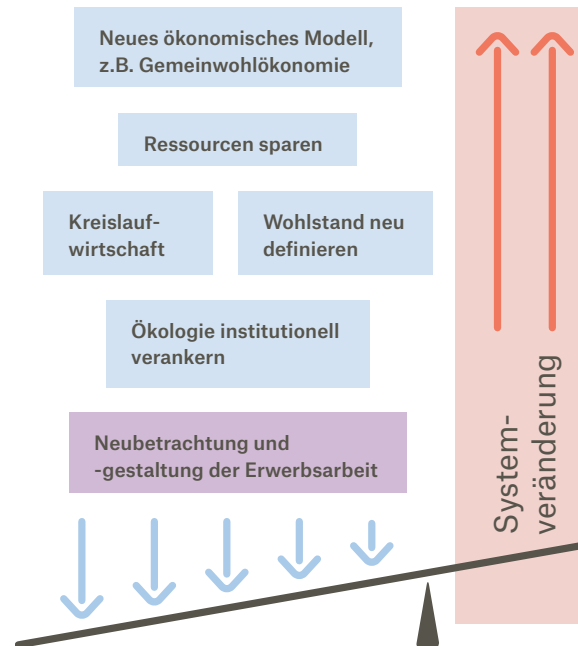 Neues ökonomisches Modell,
z.B. Gemeinwohlökonomie
Ressourcen sparen
Kreislauf-
wirtschaft
Wohlstand neu
definieren
Ökologie institutionell
verankern
Neubetrachtung und
-gestaltung der Erwerbsarbeit
System-
veränderung